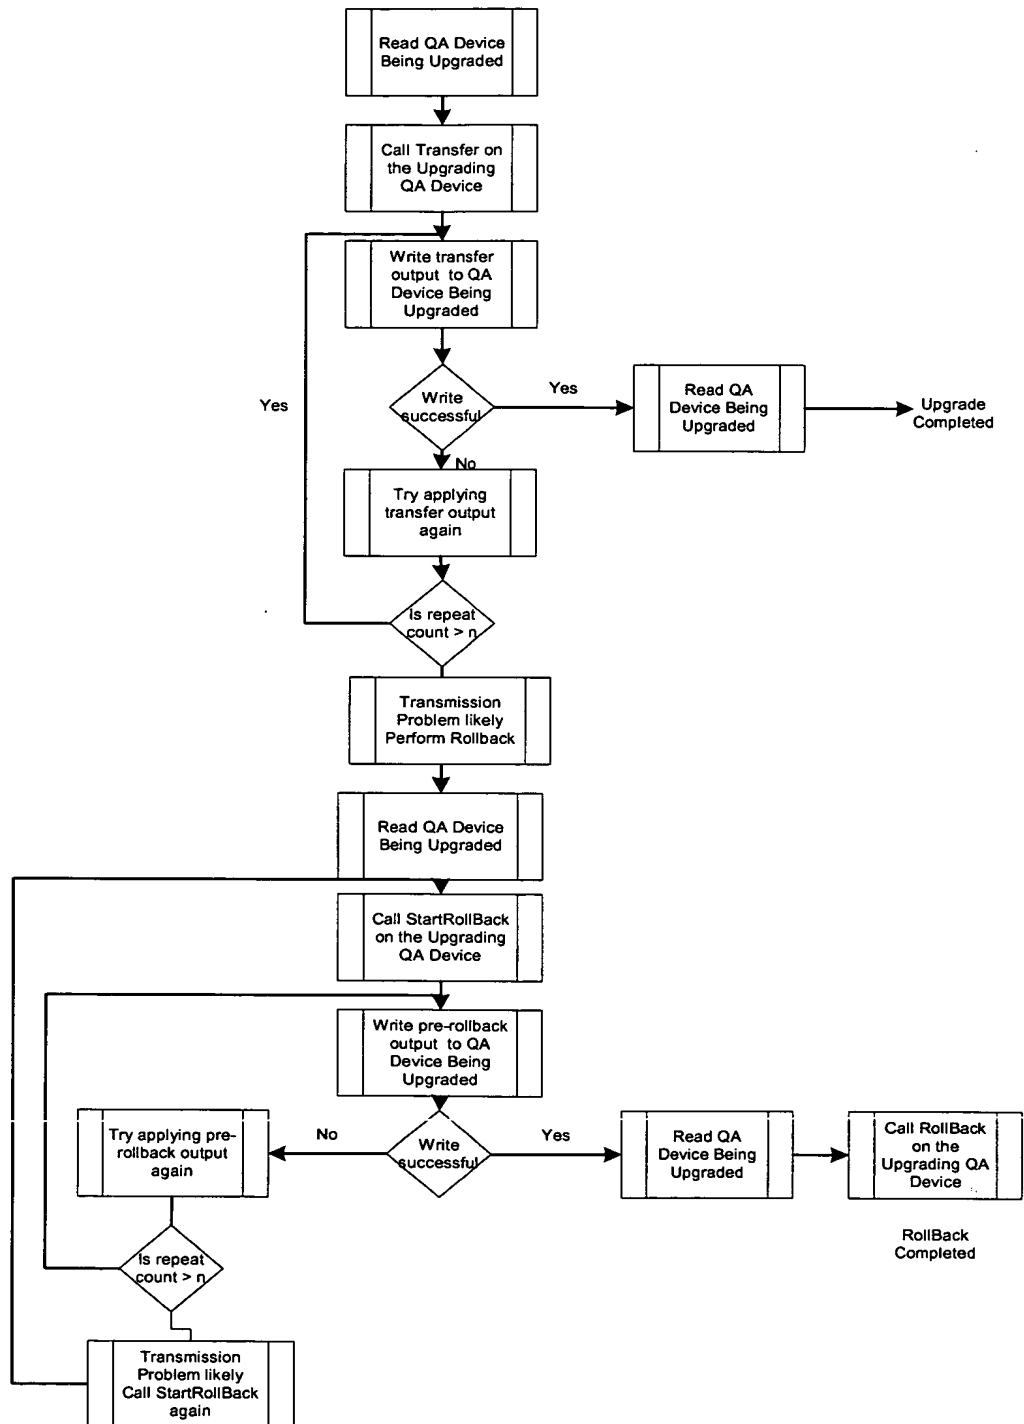 Read QA Device
Being Upgraded
Call Transfer on
the Upgrading
QA Device
Write transfer
output to QA
Device Being
Upgraded
Yes
Write
successful
Yes
Read QA
Device Being
Upgraded
Upgrade
Completed
No
Try applying
transfer output
again
Is repeat
count > n
Transmission
Problem likely
Perform Rollback
Read QA Device
Being Upgraded
Call StartRollBack
on the Upgrading
QA Device
Write pre-rollback
output to QA
Device Being
Upgraded
Try applying pre-
rollback output
again
No
Write
successful
Yes
Read QA
Device Being
Upgraded
Call RollBack
on the
Upgrading QA
Device
RollBack
Completed
Is repeat
count > n
Transmission
Problem likely
Call StartRollBack
again